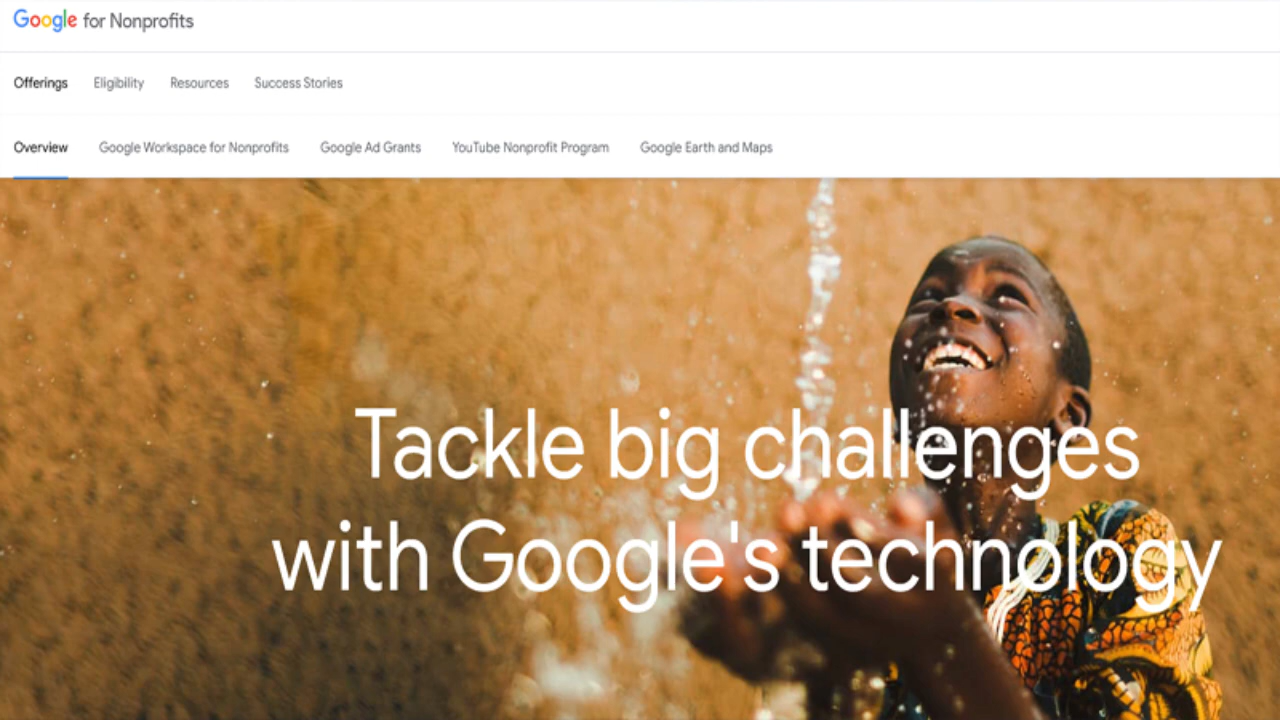 Google for Nonprofits
Offerings Eligibility Resources Success Stories
Overview Google Workspace for Nonprofits Google Ad Grants YouTube Nonprofit Program Google Earth and Maps
Tackle big challenges
with Google's technology